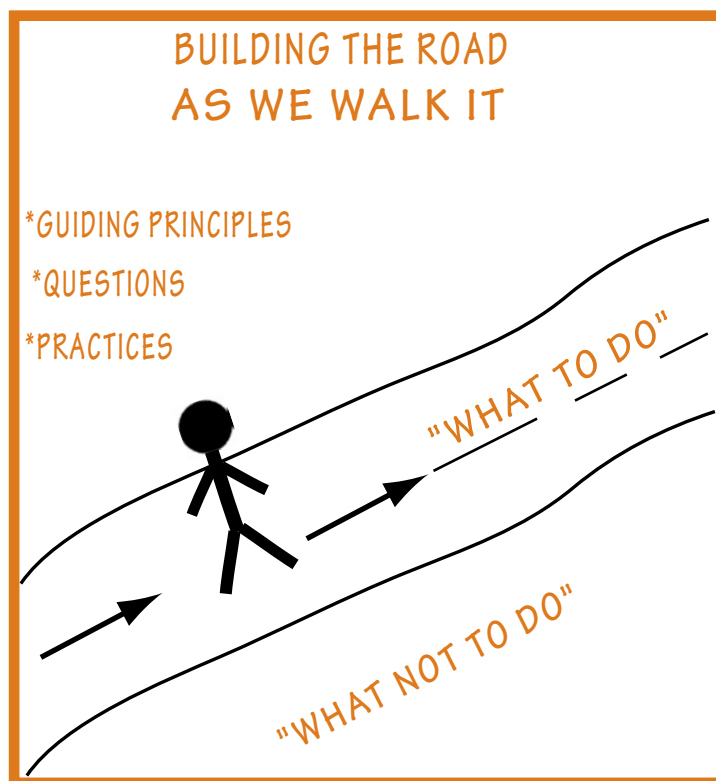 BUILDING THE ROAD
AS WE WALK IT
*GUIDING PRINCIPLES
*QUESTIONS
*PRACTICES
"WHAT TO DO"
"WHAT NOT TO DO"